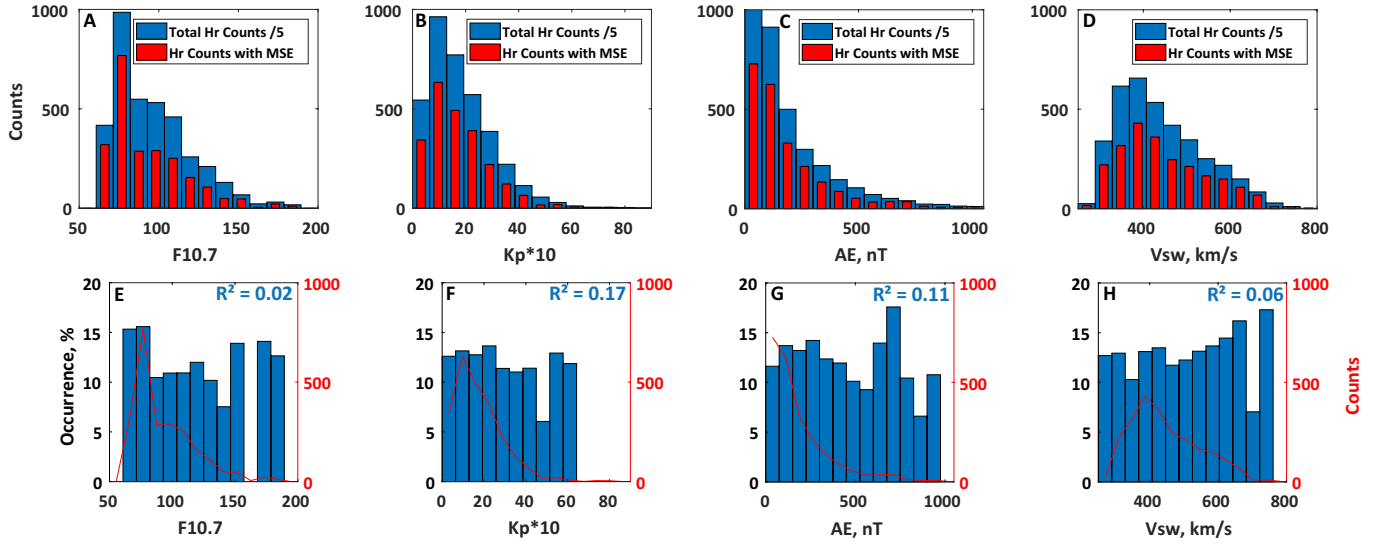 A
Total Hr Counts /5
Hr Counts with MSE
1000
500
0
Counts
100
150
200
F10.7
B
Total Hr Counts /5
Hr Counts with MSE
1000
500
0
0
20
40
60
80
Kp*10
C
Total Hr Counts /5
Hr Counts with MSE
1000
500
0
0
500
1000
AE, nT
D
Total Hr Counts /5
Hr Counts with MSE
1000
500
0
400
600
800
Vsw, km/s
E
R² = 0.02
20
15
10
5
0
Occurrence, %
1000
500
0
50
100
150
200
F10.7
F
R² = 0.17
20
15
10
5
0
1000
500
0
0
20
40
60
80
Kp*10
G
R² = 0.11
20
15
10
5
0
1000
500
0
0
500
1000
AE, nT
H
R² = 0.06
20
15
10
5
0
1000
500
0
Counts
400
600
800
Vsw, km/s